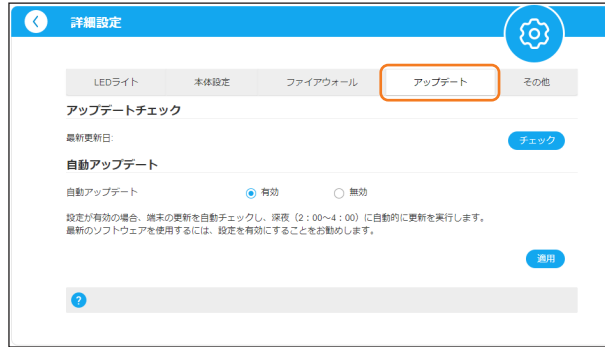 詳細設定
LEDライト 本体設定 ファイアウォール アップデート その他
アップデートチェック
最新更新日:
チェック
自動アップデート
自動アップデート 有効 無効
設定が有効の場合、端末の更新を自動チェックし、深夜（2：00～4：00）に自動的に更新を実行します。
最新のソフトウェアを使用するには、設定を有効にすることをお勧めします。
適用
?